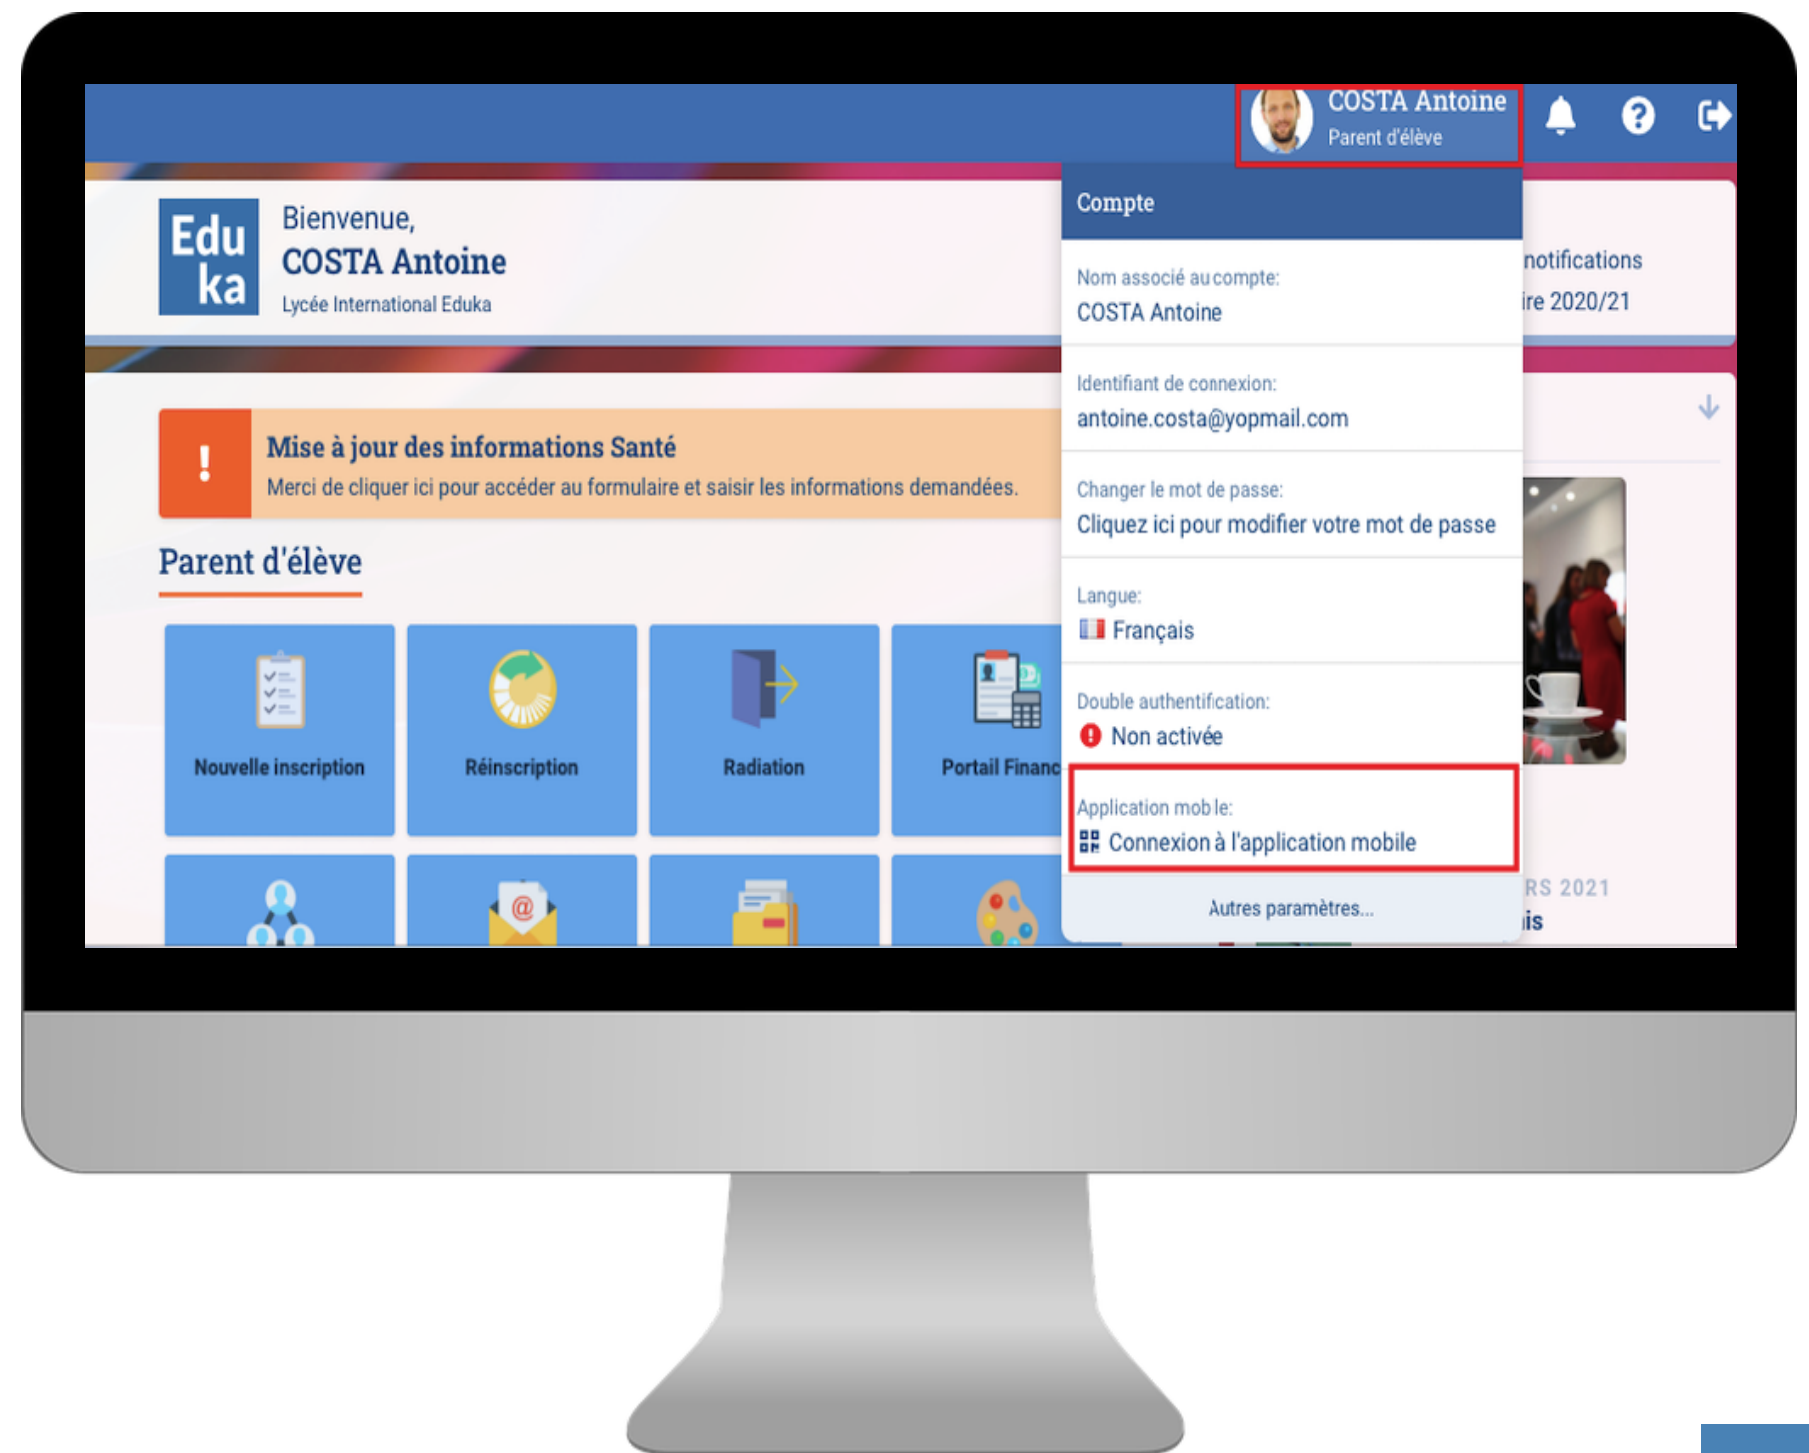 COSTA Antoine
Parent d'élève
Edu
ka
Bienvenue,
COSTA Antoine
Lycée International Eduka
notifications
ire 2020/21
Mise à jour des informations Santé
Merci de cliquer ici pour accéder au formulaire et saisir les informations demandées.
Parent d'élève
Nouvelle inscription
Réinscription
Radiation
Portail Financ
Compte
Nom associé au compte:
COSTA Antoine
Identifiant de connexion:
antoine.costa@yopmail.com
Changer le mot de passe:
Cliquez ici pour modifier votre mot de passe
Langue:
Français
Double authentification:
Non activée
Application mobile:
Connexion à l'application mobile
Autres paramètres...
RS 2021
is